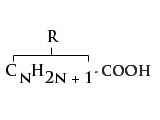 R
CNH2N + 1-COOH